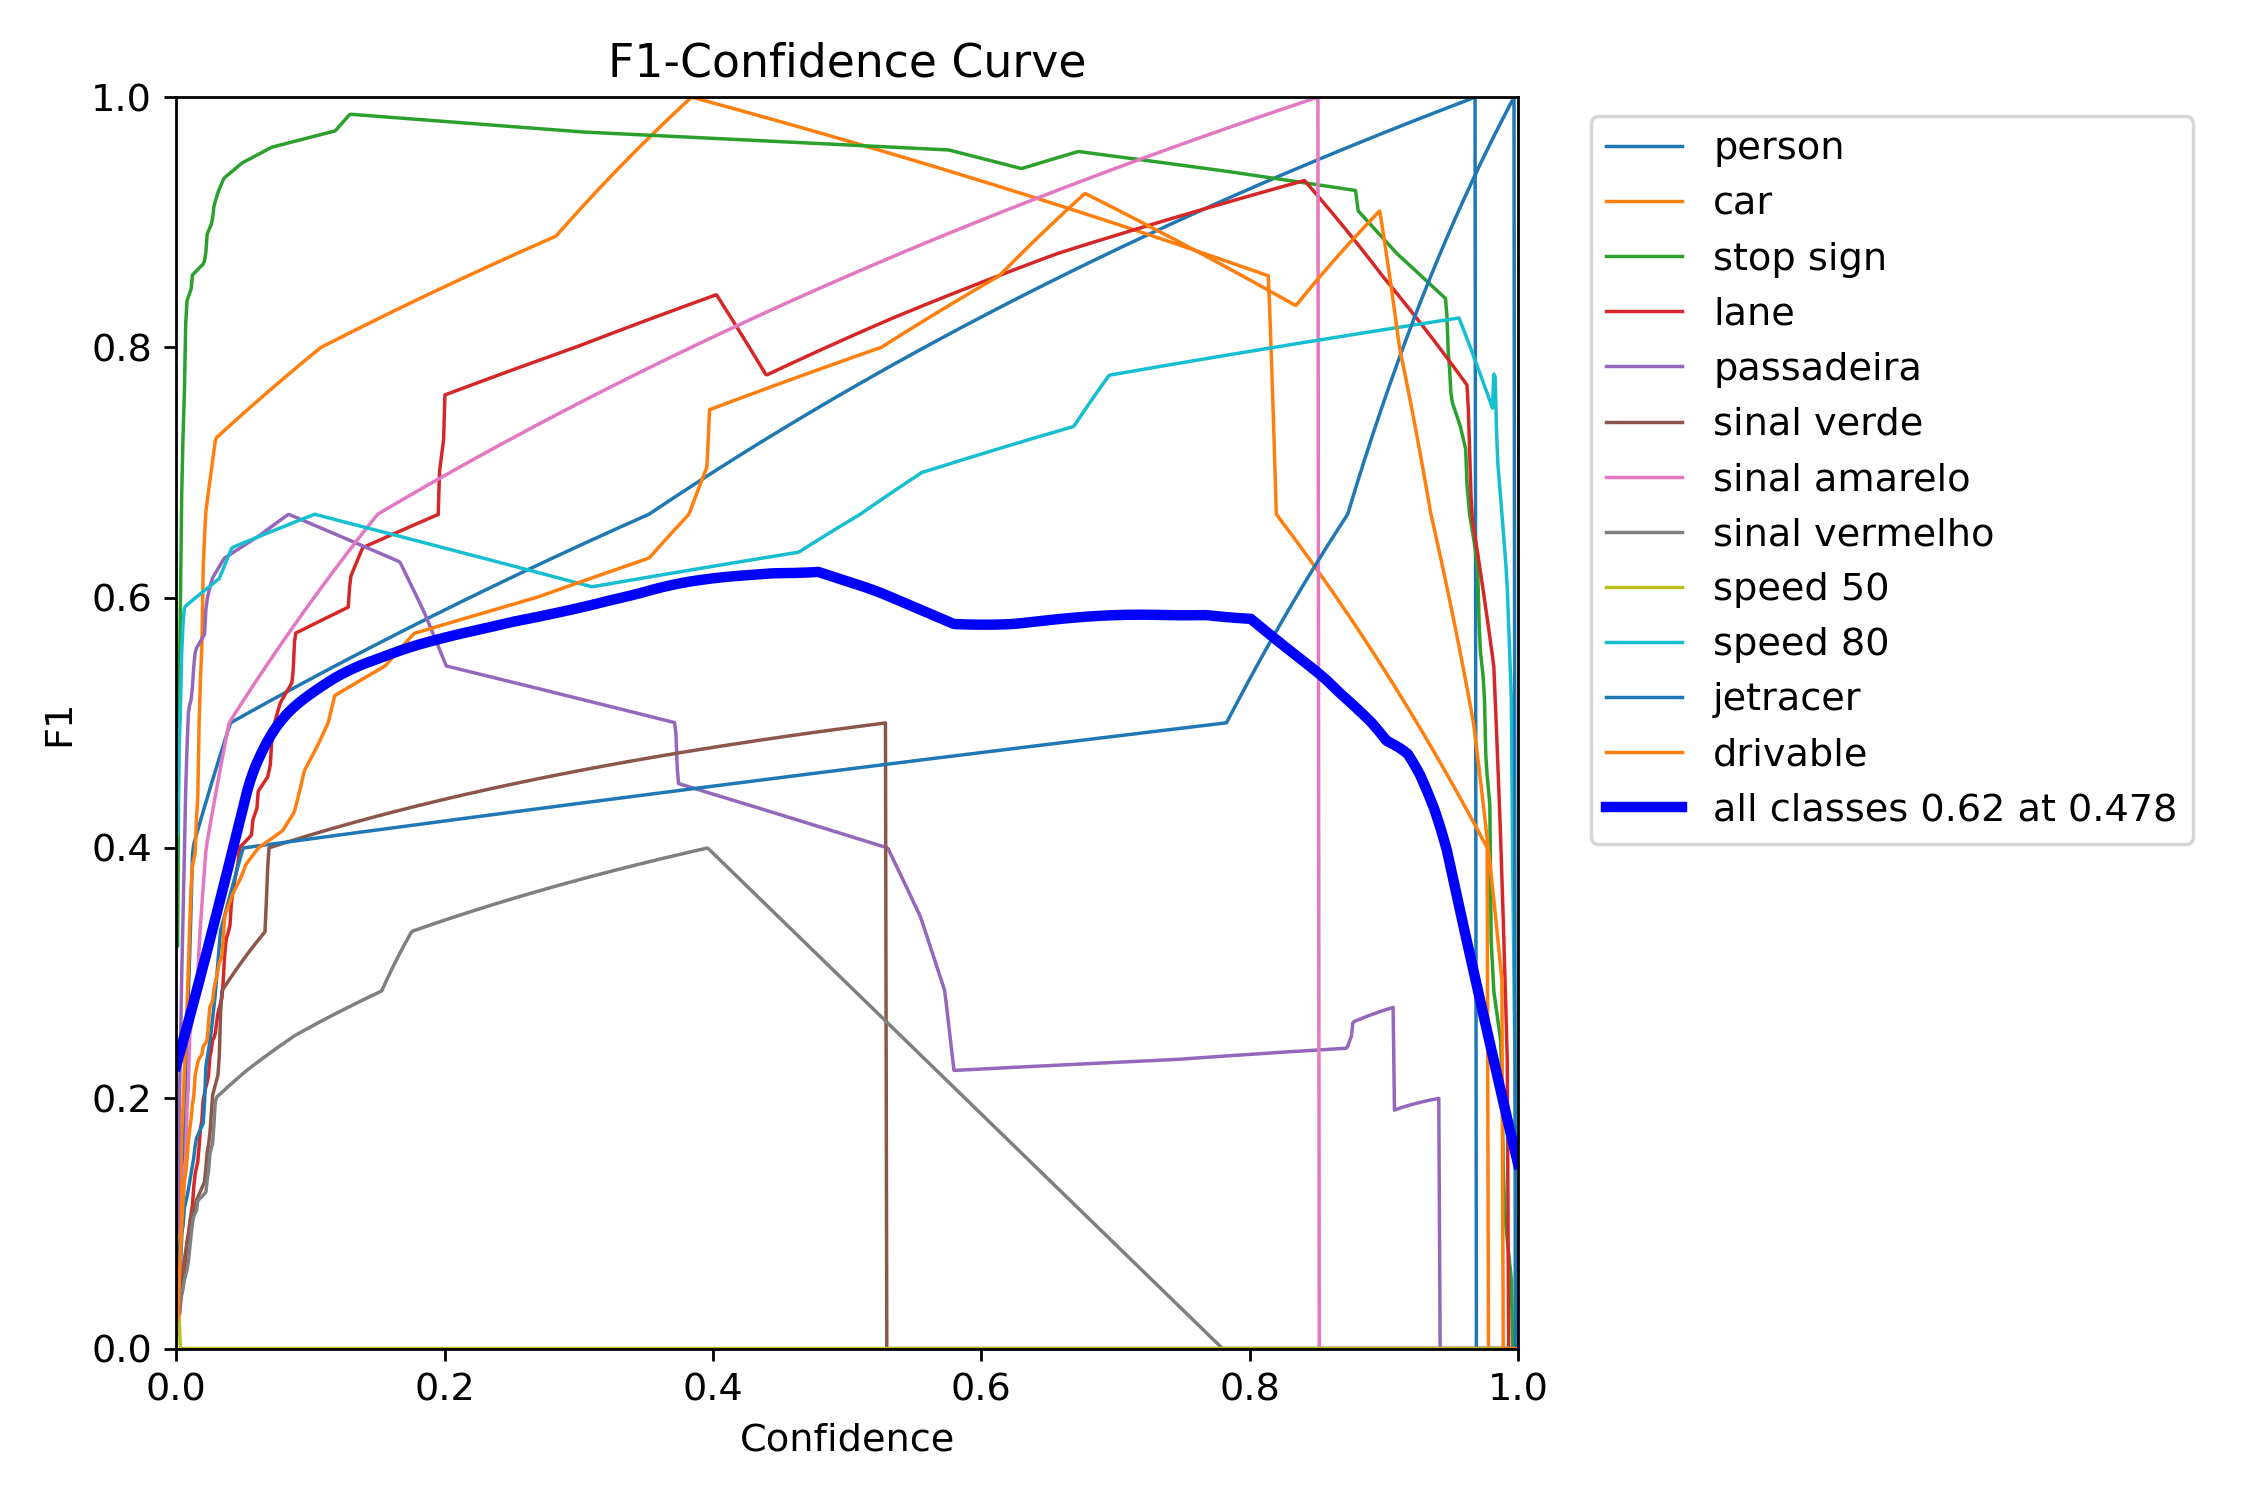 F1-Confidence Curve
1.0
0.8
0.6
0.4
0.2
0.0
F1
0.0 0.2 0.4 0.6 0.8 1.0
Confidence
person
car
stop sign
lane
passadeira
sinal verde
sinal amarelo
sinal vermelho
speed 50
speed 80
jetracer
drivable
all classes 0.62 at 0.478